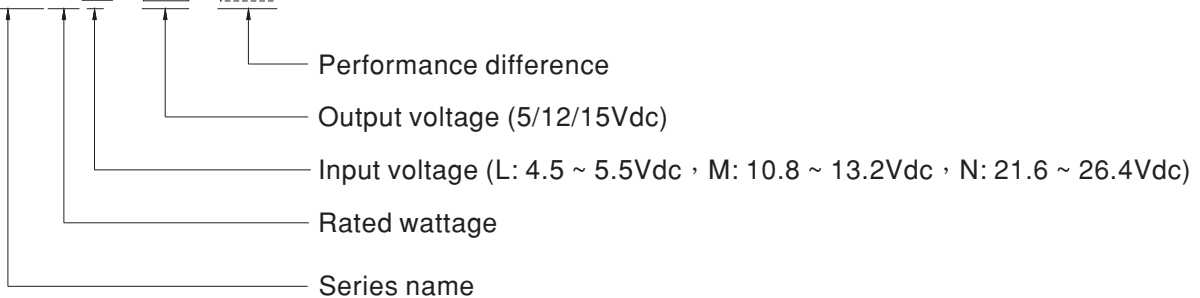 Performance difference
Output voltage (5/12/15Vdc)
Input voltage (L: 4.5 ~ 5.5Vdc，M: 10.8 ~ 13.2Vdc，N: 21.6 ~ 26.4Vdc)
Rated wattage
Series name